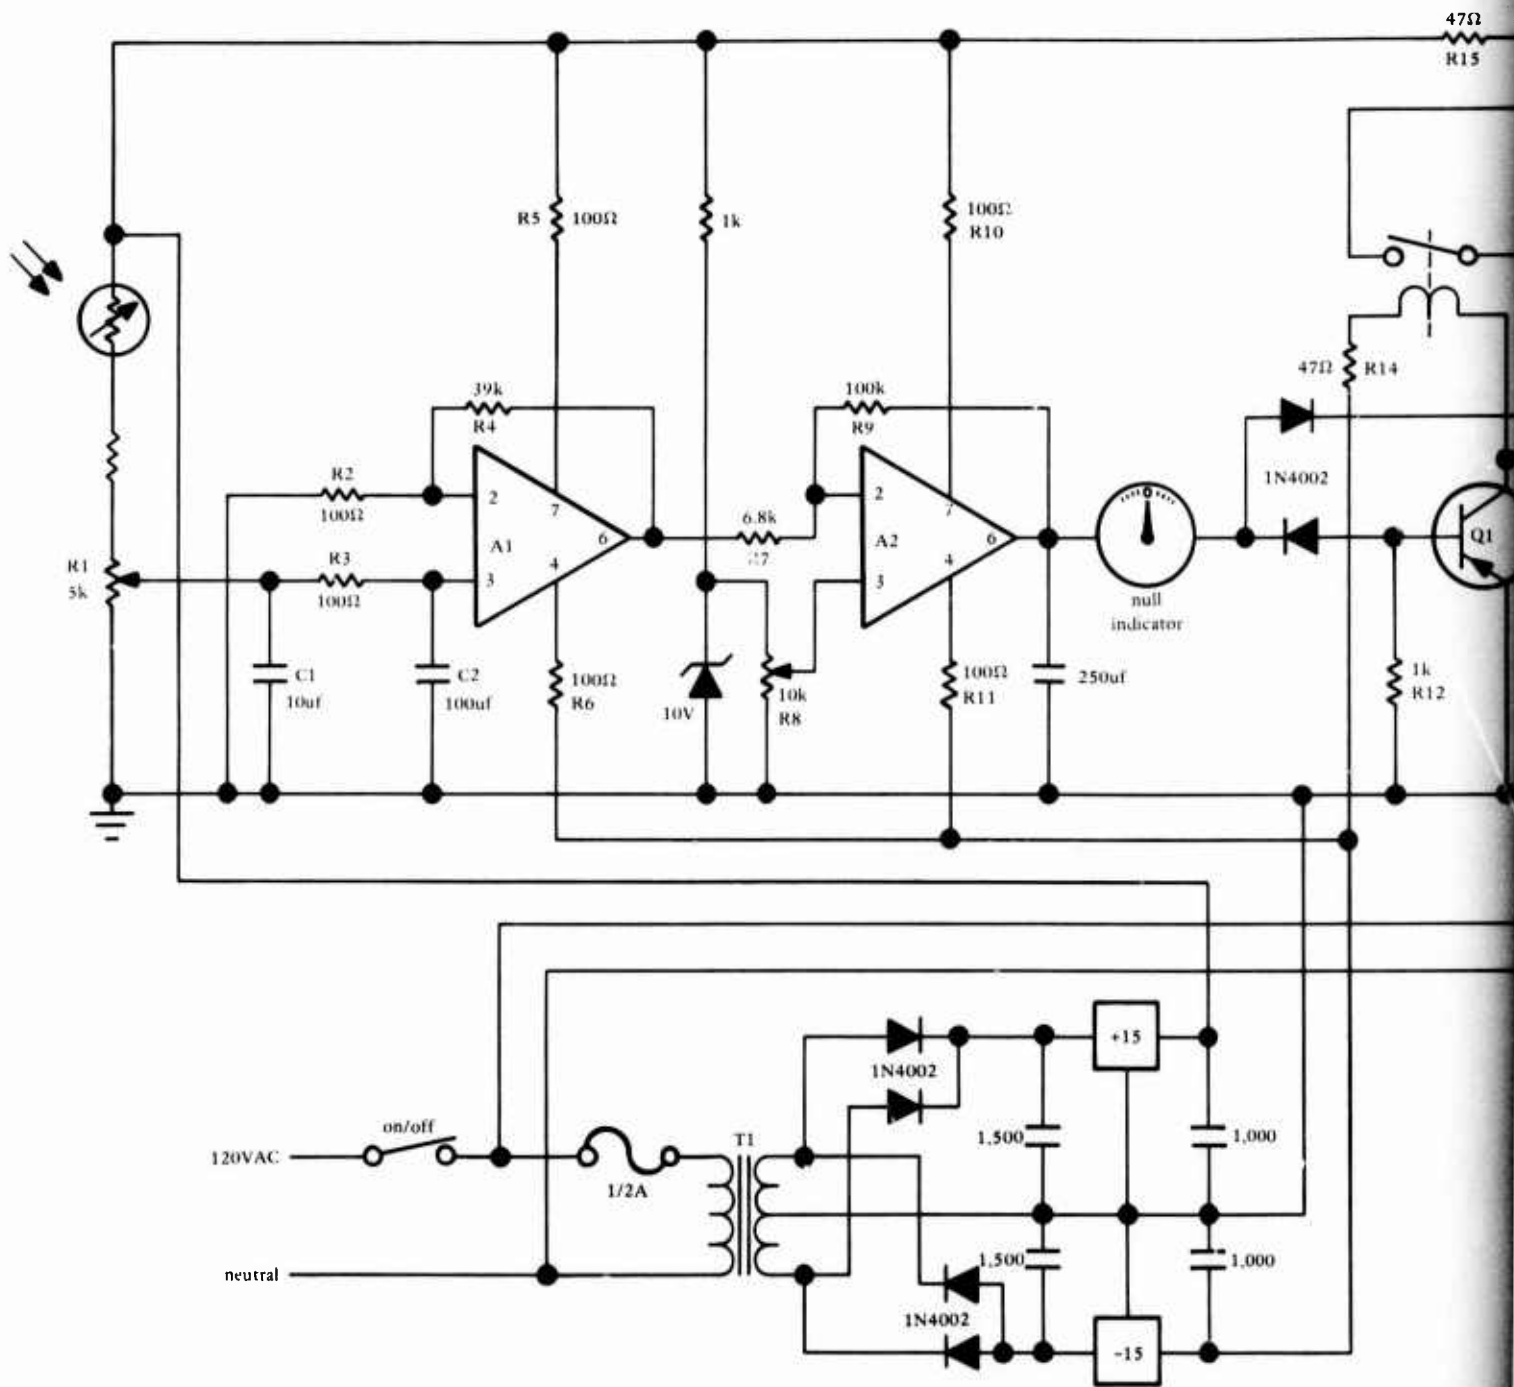 47Ω
R15
R5 100Ω
1k
100Ω
R10
47Ω R14
39k
R4
100k
R9
1N4002
R2
100Ω
2
7
A1
6
4
3
6.8k
2
7
A2
6
4
3
0
Q1
R1
5k
R3
100Ω
null
indicator
C1
10uf
C2
100uf
100Ω
R6
10V
10k
R8
100Ω
R11
250uf
1k
R12
+15
1N4002
1,500
1,000
on/off
120VAC
T1
1/2A
neutral
1,500
1,000
1N4002
-15